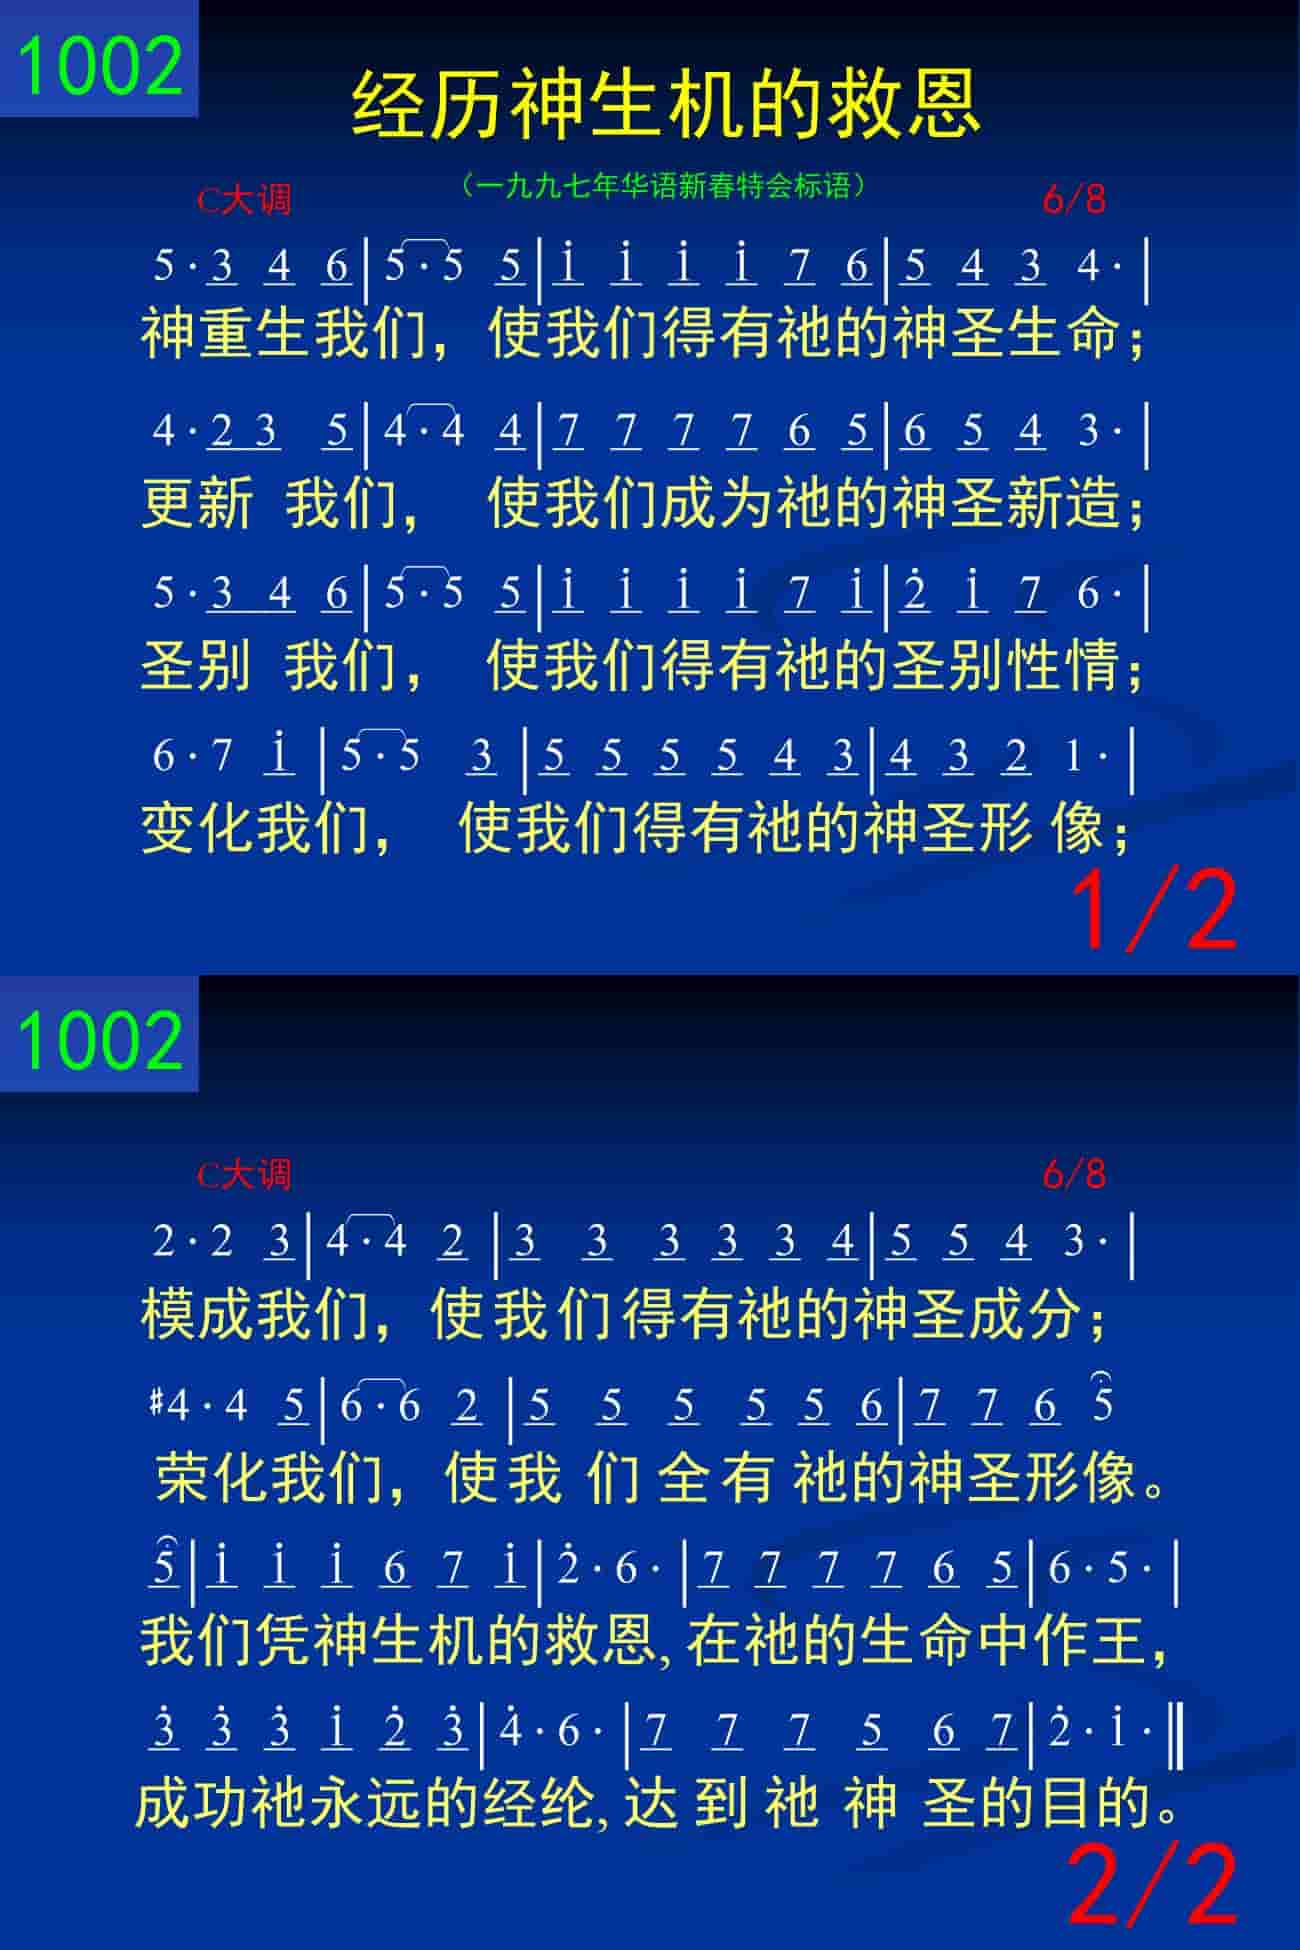 1002
经历神生机的救恩
（一九九七年华语新春特会标语）
C大调 6/8
5 · 3 4 6 | 5 · 5 5 | i i i i 7 6 | 5 4 3 4 · |
神重生我们，使我们得有祂的神圣生命；
4 · 2 3 5 | 4 · 4 4 | 7 7 7 7 6 5 | 6 5 4 3 · |
更新 我们， 使我们成为祂的神圣新造；
5 · 3 4 6 | 5 · 5 5 | i i i i 7 i | 2̇ i 7 6 · |
圣别 我们， 使我们得有祂的圣别性情；
6 · 7 i | 5 · 5 3 | 5 5 5 5 4 3 | 4 3 2 1 · |
变化我们， 使我们得有祂的神圣形 像；
1/2
1002
C大调 6/8
2 · 2 3 | 4 · 4 2 | 3 3 3 3 3 4 | 5 5 4 3 · |
模成我们，使 我 们 得有祂的神圣成分；
#4 · 4 5 | 6 · 6 2 | 5 5 5 5 5 6 | 7 7 6 5
荣化我们，使 我 们 全 有 祂的神圣形像。
5 | i i i 6 7 i | 2̇ · 6 · | 7 7 7 7 6 5 | 6 · 5 · |
我们凭神生机的救恩, 在祂的生命中作王，
3̇ 3̇ 3̇ i 2̇ 3̇ | 4̇ · 6 · | 7 7 7 5 6 7 | 2̇ · i · ‖
成功祂永远的经纶, 达 到 祂 神 圣的目的。
2/2